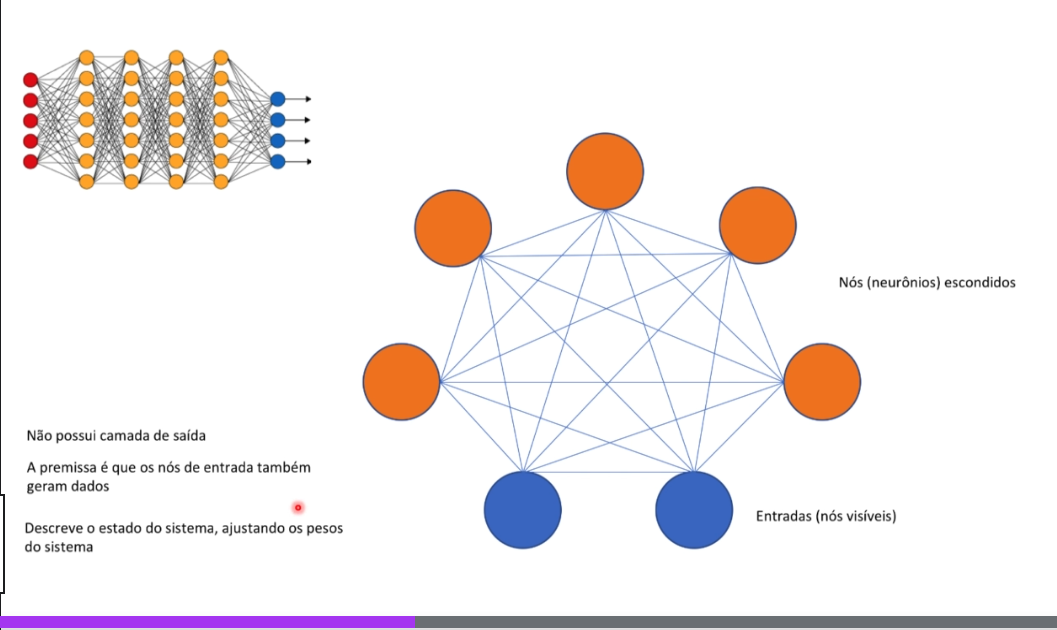 Nós (neurônios) escondidos
Não possui camada de saída
A premissa é que os nós de entrada também
geram dados
Descreve o estado do sistema, ajustando os pesos
do sistema
Entradas (nós visíveis)